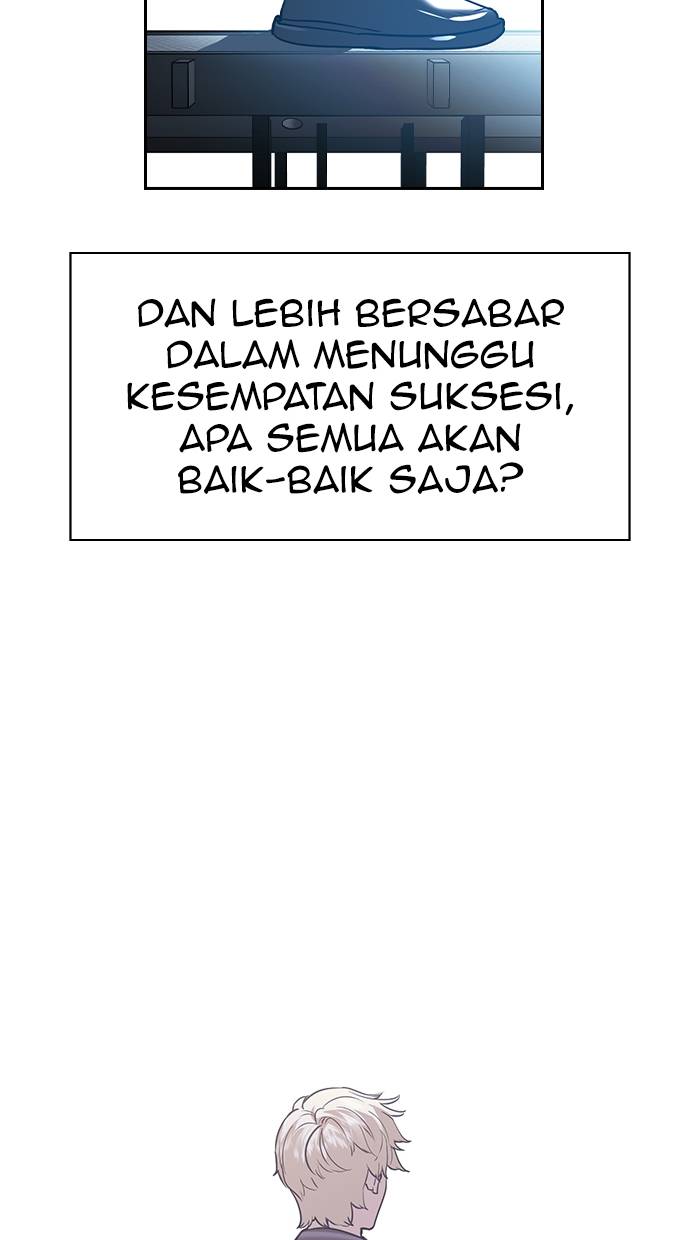 DAN LEBIH BERSABAR
DALAM MENUNGGU
KESEMPATAN SUKSESI,
APA SEMUA AKAN
BAIK-BAIK SAJA?